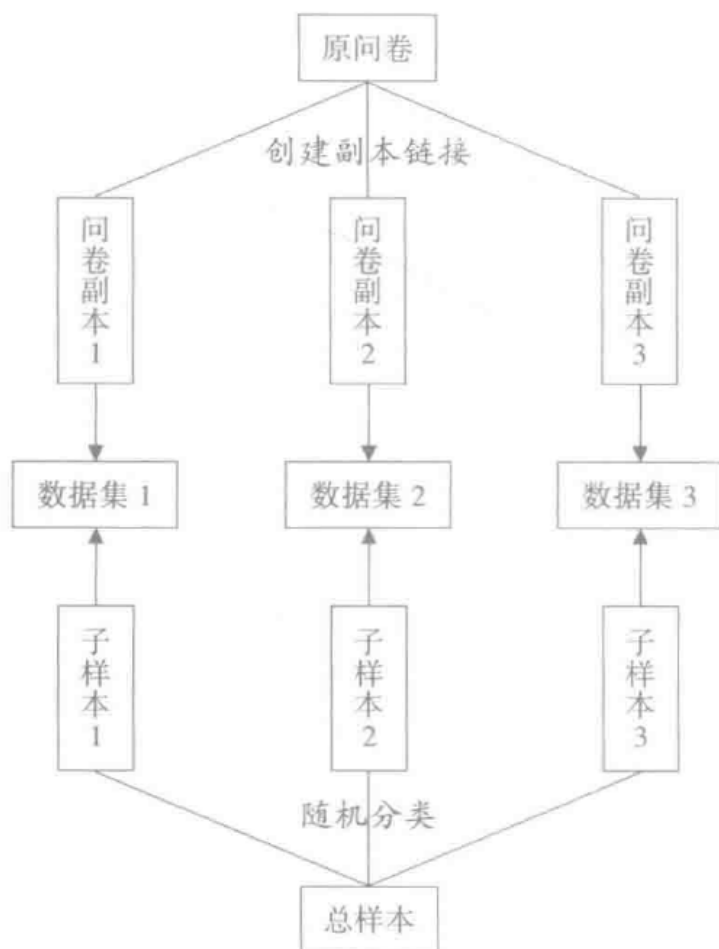 原问卷
创建副本链接
问卷副本1
问卷副本2
问卷副本3
数据集 1
数据集 2
数据集 3
子样本1
子样本2
子样本3
随机分类
总样本